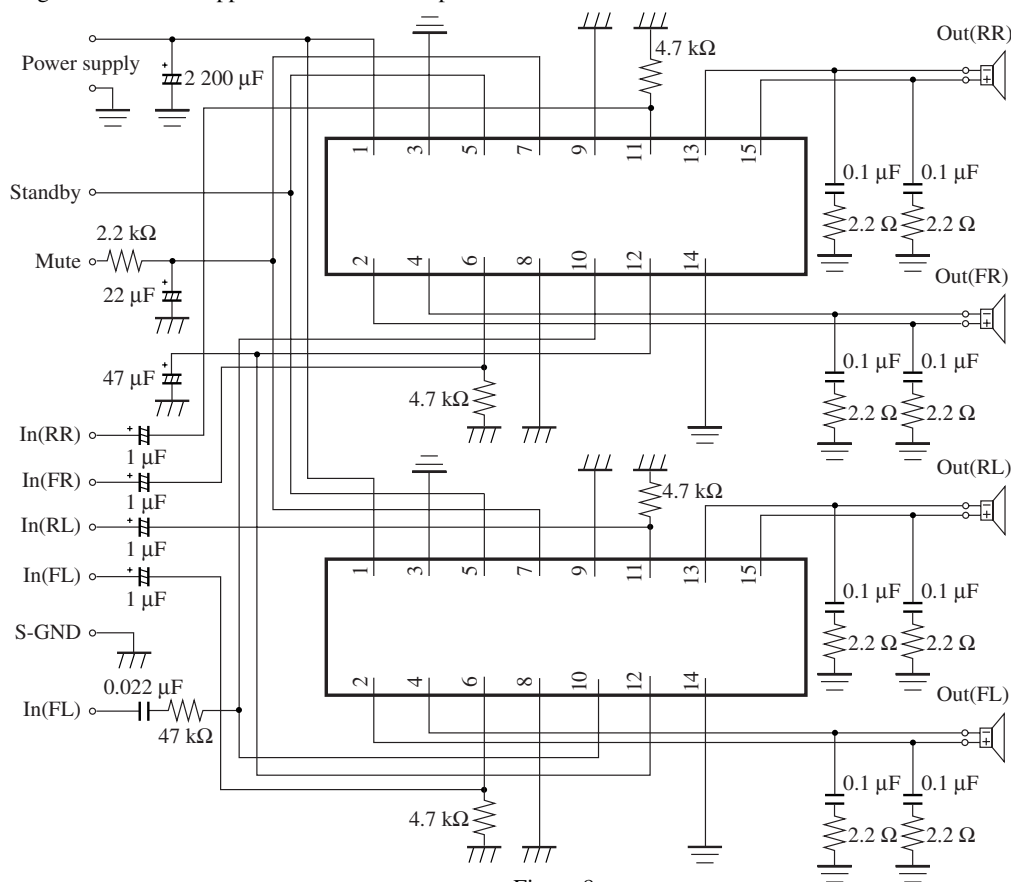 Out(RR)
4.7 kΩ
Power supply
2 200 μF
1 3 5 7 9 11 13 15
0.1 μF 0.1 μF
Standby
2.2 kΩ
2.2 Ω 2.2 Ω
Mute
2 4 6 8 10 12 14
Out(FR)
22 μF
47 μF
0.1 μF 0.1 μF
4.7 kΩ
2.2 Ω 2.2 Ω
In(RR)
1 μF
In(FR)
1 μF
Out(RL)
4.7 kΩ
In(RL)
1 μF
In(FL)
1 μF
1 3 5 7 9 11 13 15
0.1 μF 0.1 μF
S-GND
2.2 Ω 2.2 Ω
0.022 μF
2 4 6 8 10 12 14
In(FL)
47 kΩ
Out(FL)
0.1 μF 0.1 μF
4.7 kΩ
2.2 Ω 2.2 Ω